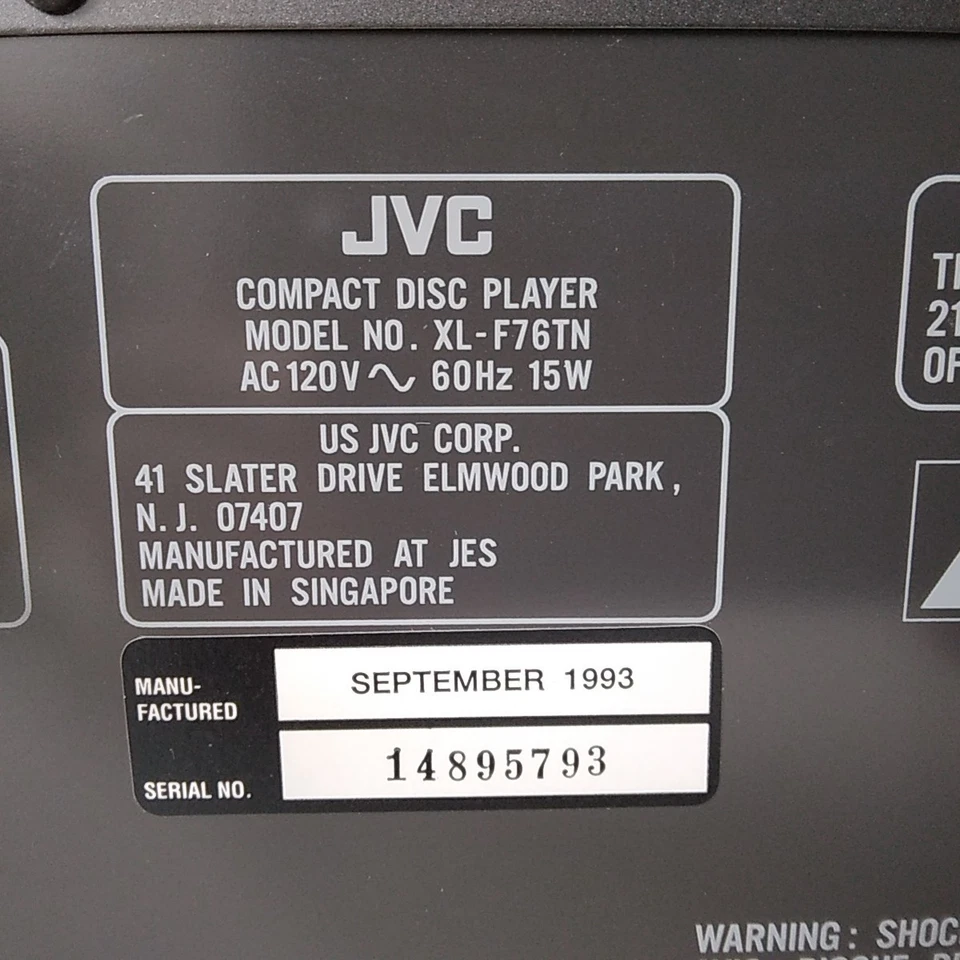 JVC
COMPACT DISC PLAYER
MODEL NO. XL-F76TN
AC 120V ∿ 60Hz 15W
US JVC CORP.
41 SLATER DRIVE ELMWOOD PARK,
N. J. 07407
MANUFACTURED AT JES
MADE IN SINGAPORE
MANU-
FACTURED
SEPTEMBER 1993
SERIAL NO.
14895793
21
WARNING: